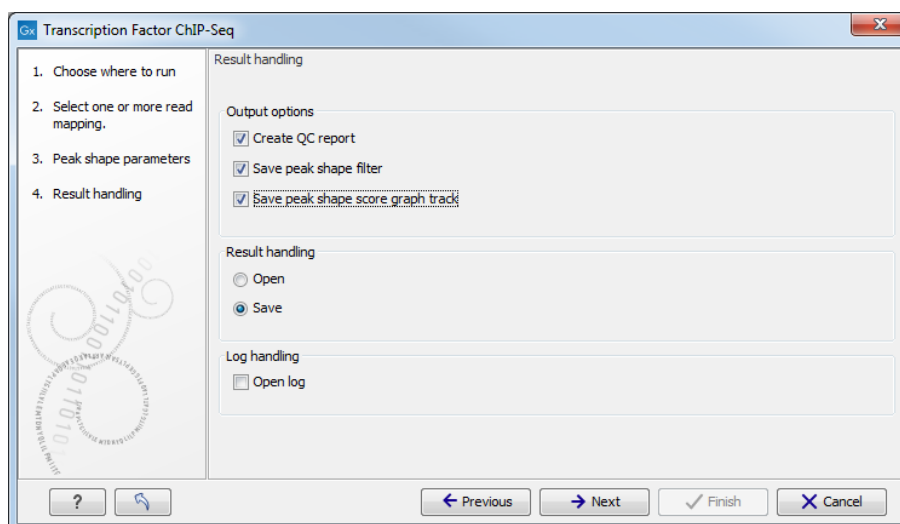 Gx Transcription Factor ChIP-Seq
X
1. Choose where to run
2. Select one or more read
mapping.
3. Peak shape parameters
4. Result handling
Result handling
Output options
Create QC report
Save peak shape filter
Save peak shape score graph track
Result handling
Open
Save
Log handling
Open log
?
Previous
Next
Finish
Cancel